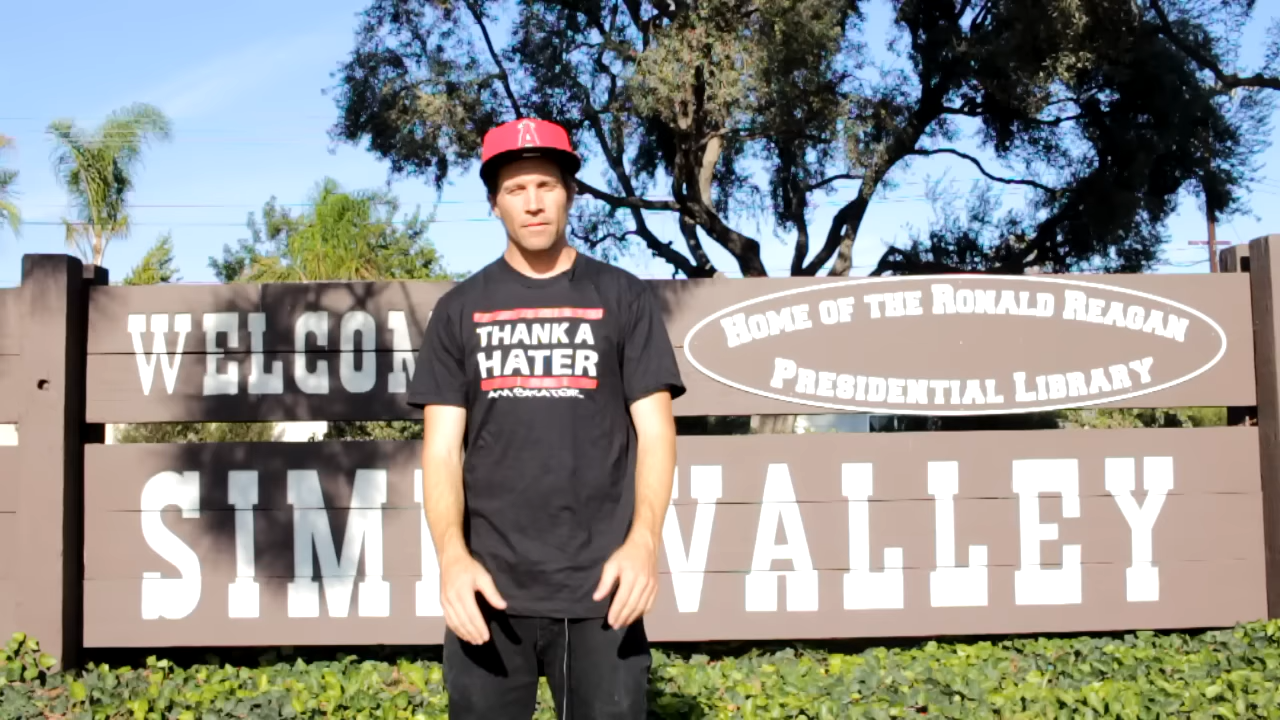 A
THANK A
HATER
WELCOM
HOME OF THE RONALD REAGAN
PRESIDENTIAL LIBRARY
SIMI VALLEY